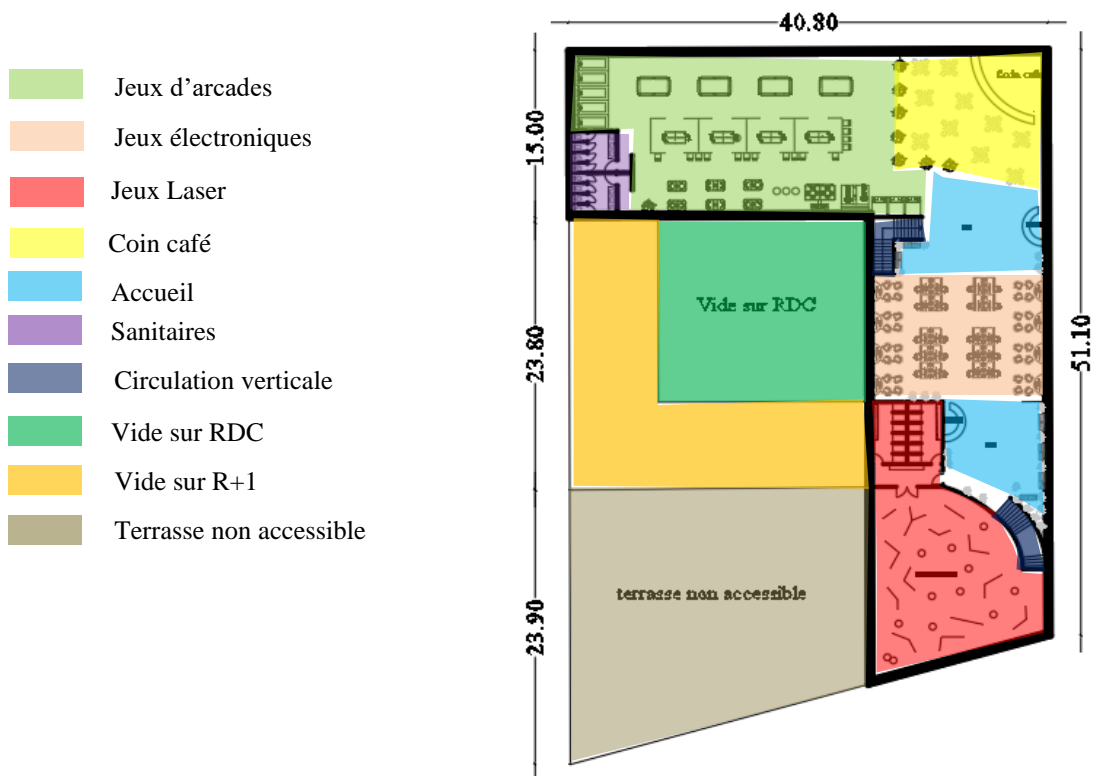 40.80
Jeux d’arcades
Jeux électroniques
Jeux Laser
Coin café
Accueil
Sanitaires
Circulation verticale
Vide sur RDC
Vide sur R+1
Terrasse non accessible
15.00
23.80
23.90
51.10
Vide sur RDC
terrasse non accessible